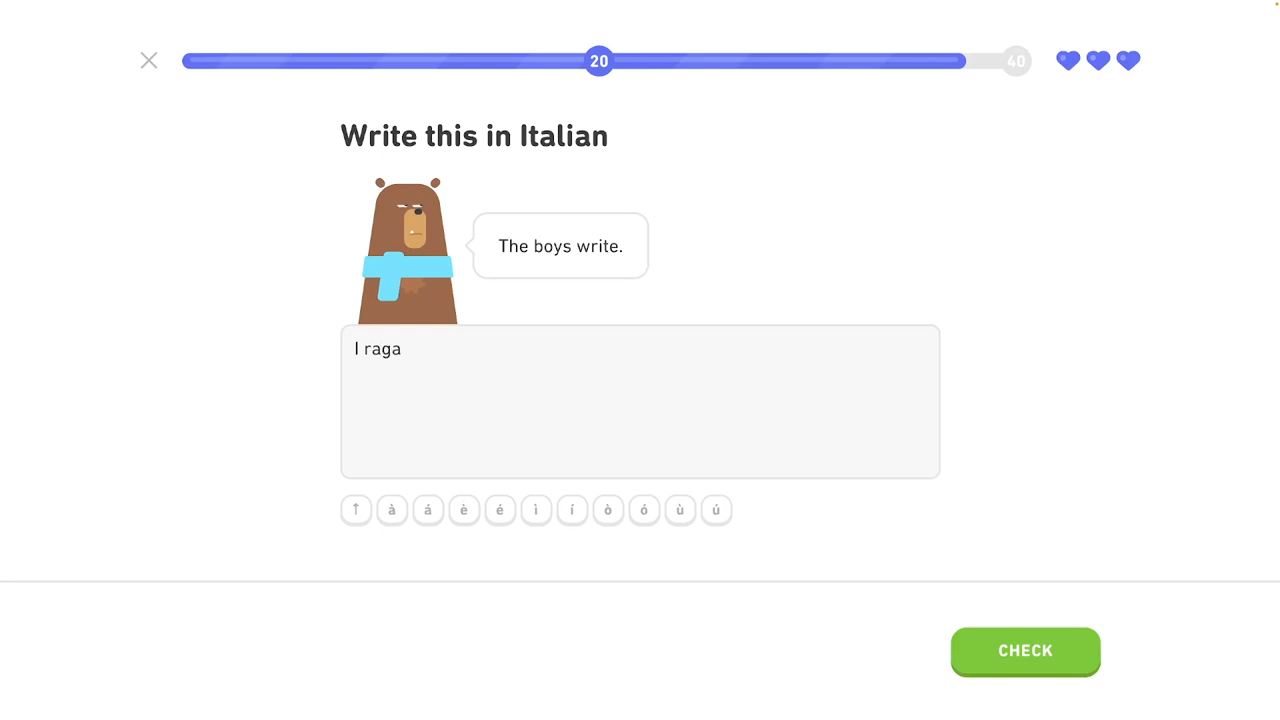 20
40
Write this in Italian
The boys write.
I raga
↑ à á è é ì í ò ó ù ú
CHECK